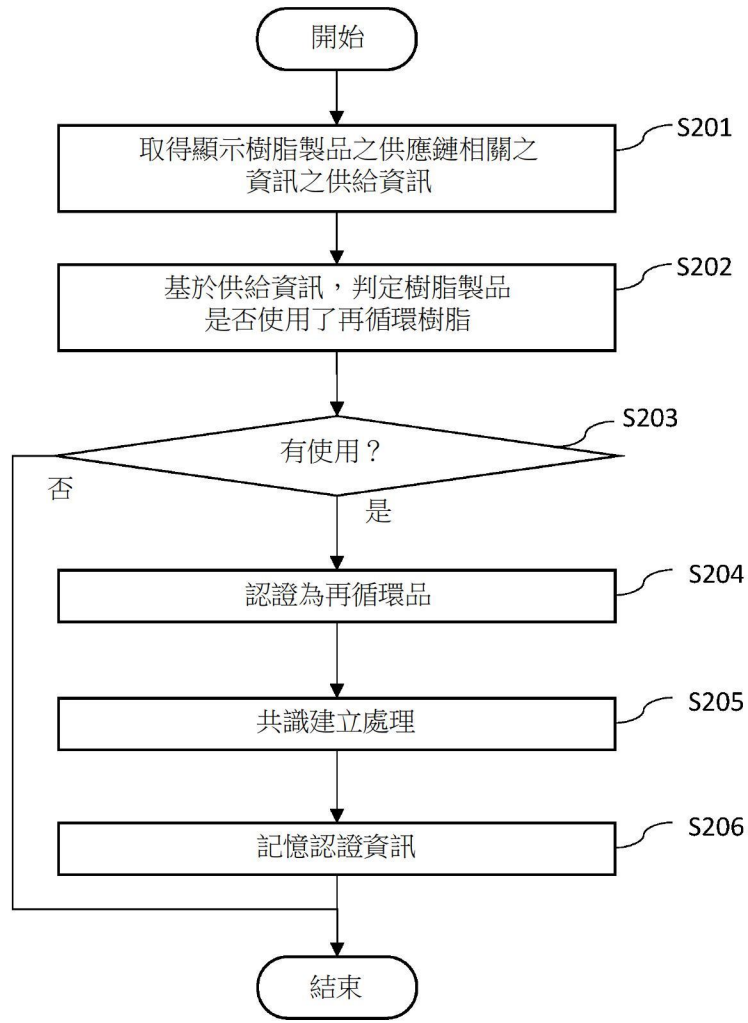 開始
S201
取得顯示樹脂製品之供應鏈相關之
資訊之供給資訊
S202
基於供給資訊，判定樹脂製品
是否使用了再循環樹脂
S203
有使用？
否
是
S204
認證為再循環品
S205
共識建立處理
S206
記憶認證資訊
結束